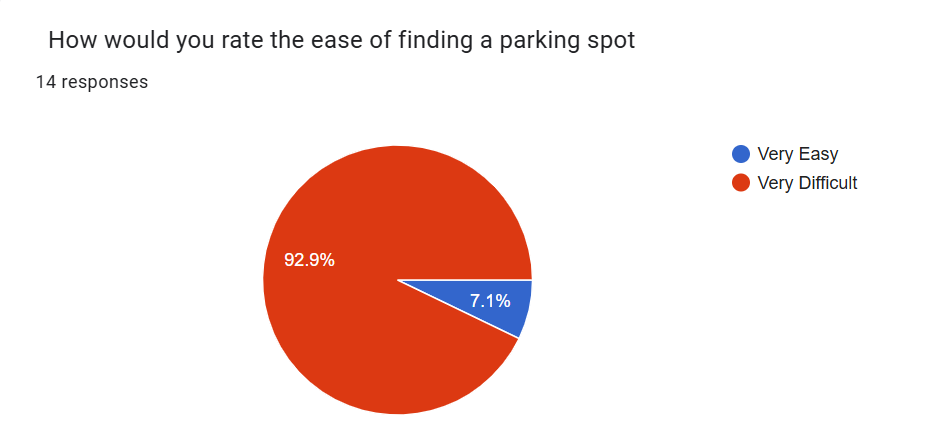 How would you rate the ease of finding a parking spot
14 responses
Very Easy
Very Difficult
92.9%
7.1%